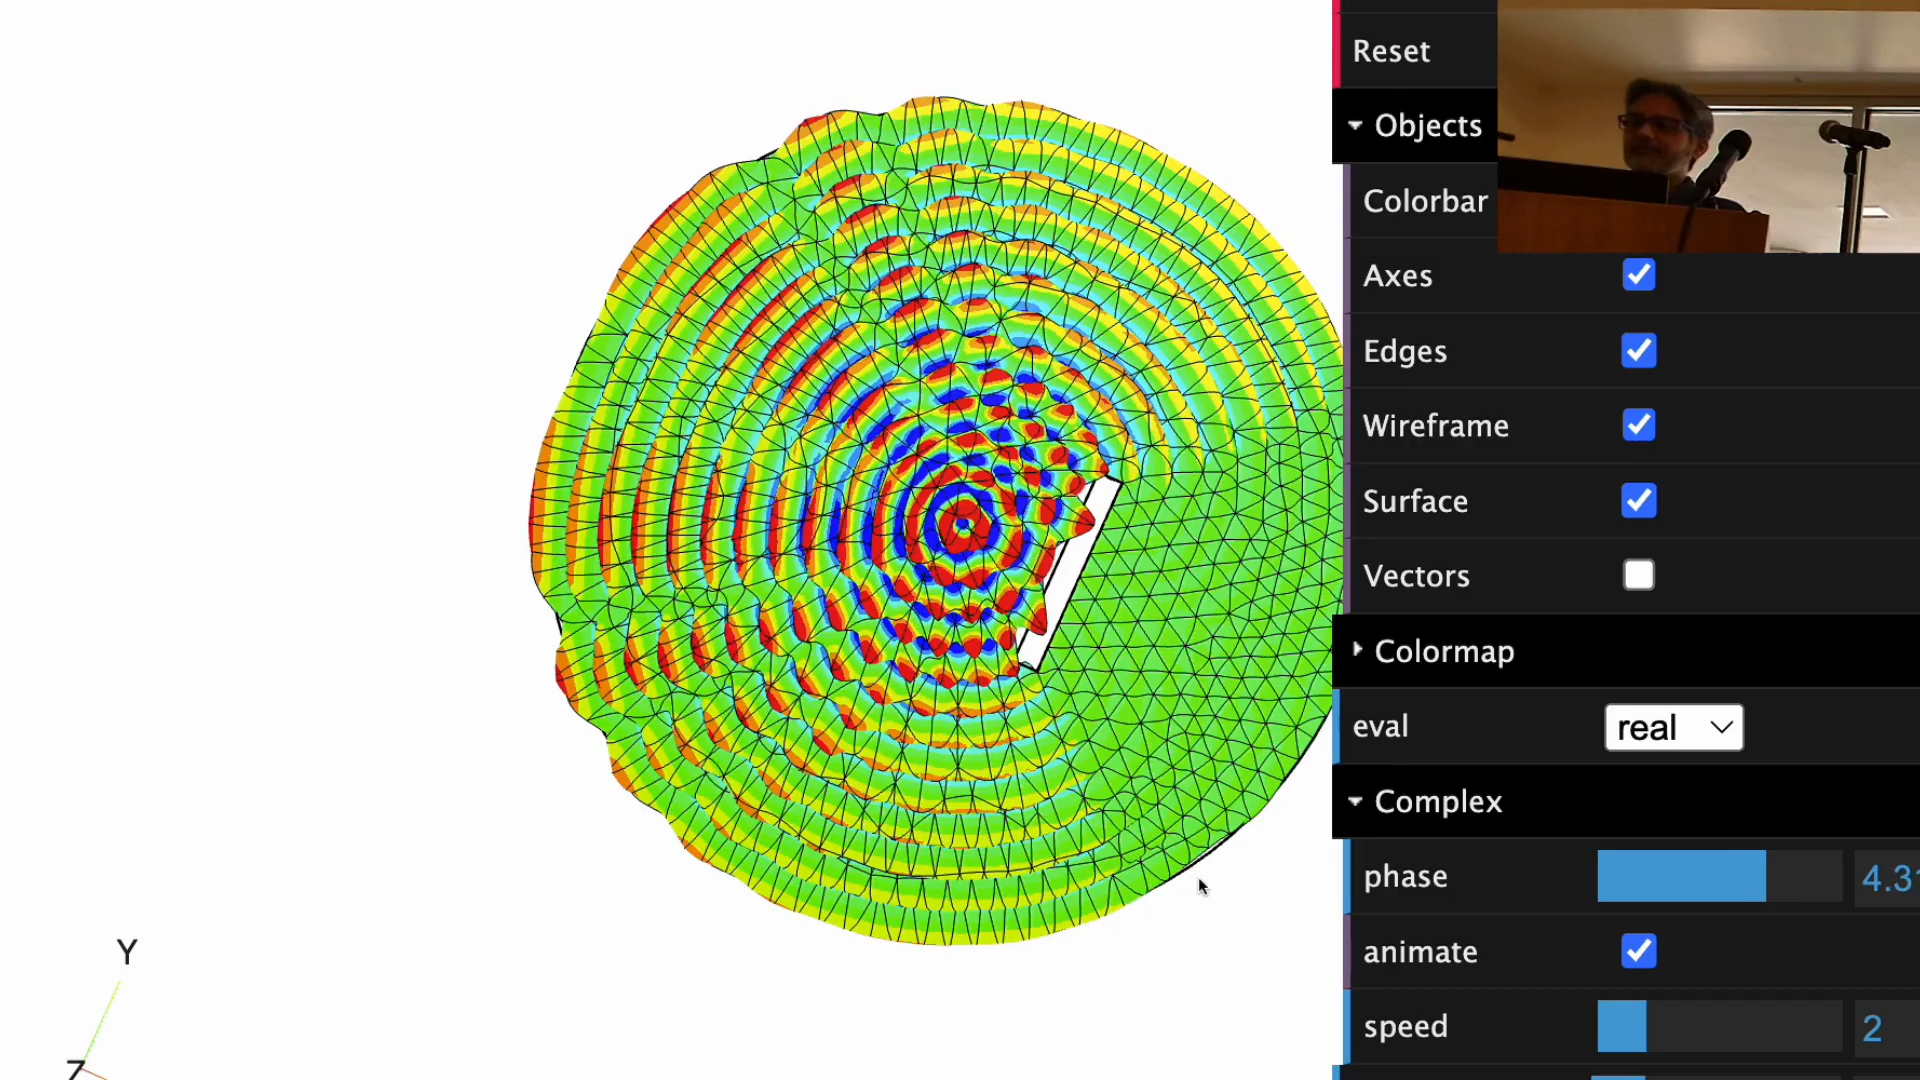 Reset
Objects
Colorbar
Axes
Edges
Wireframe
Surface
Vectors
Colormap
eval real
Complex
phase
animate
speed 2
Y
Z